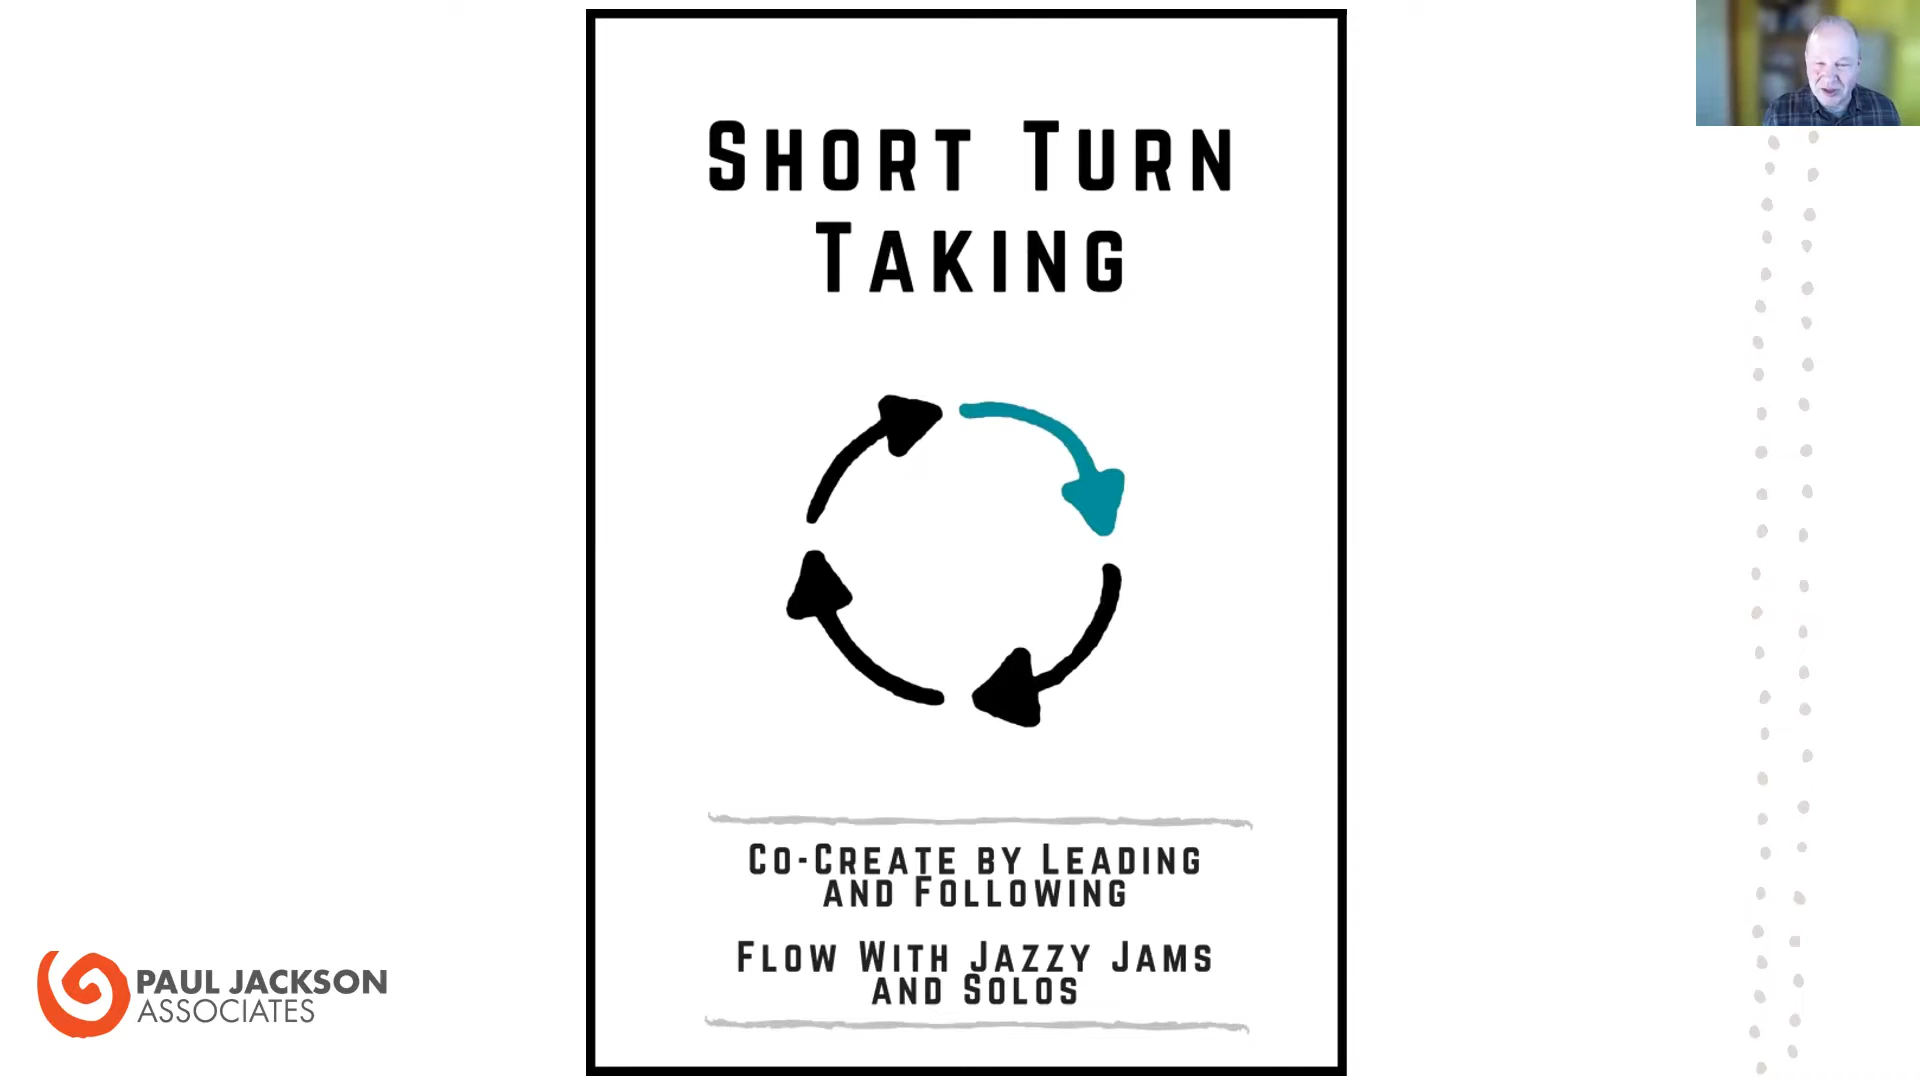 SHORT TURN
TAKING
CO-CREATE BY LEADING
AND FOLLOWING
FLOW WITH JAZZY JAMS
AND SOLOS
PAUL JACKSON
ASSOCIATES